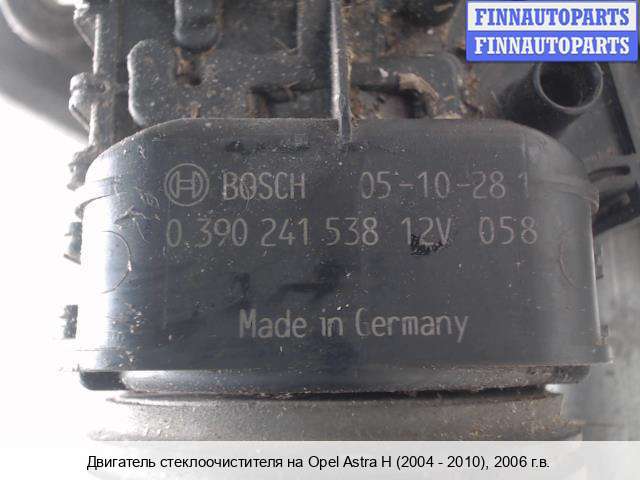 FINNAUTOPARTS
FINNAUTOPARTS
BOSCH 05-10-28 1
0 390 241 538 12V 058
Made in Germany
Двигатель стеклоочистителя на Opel Astra H (2004 - 2010), 2006 г.в.